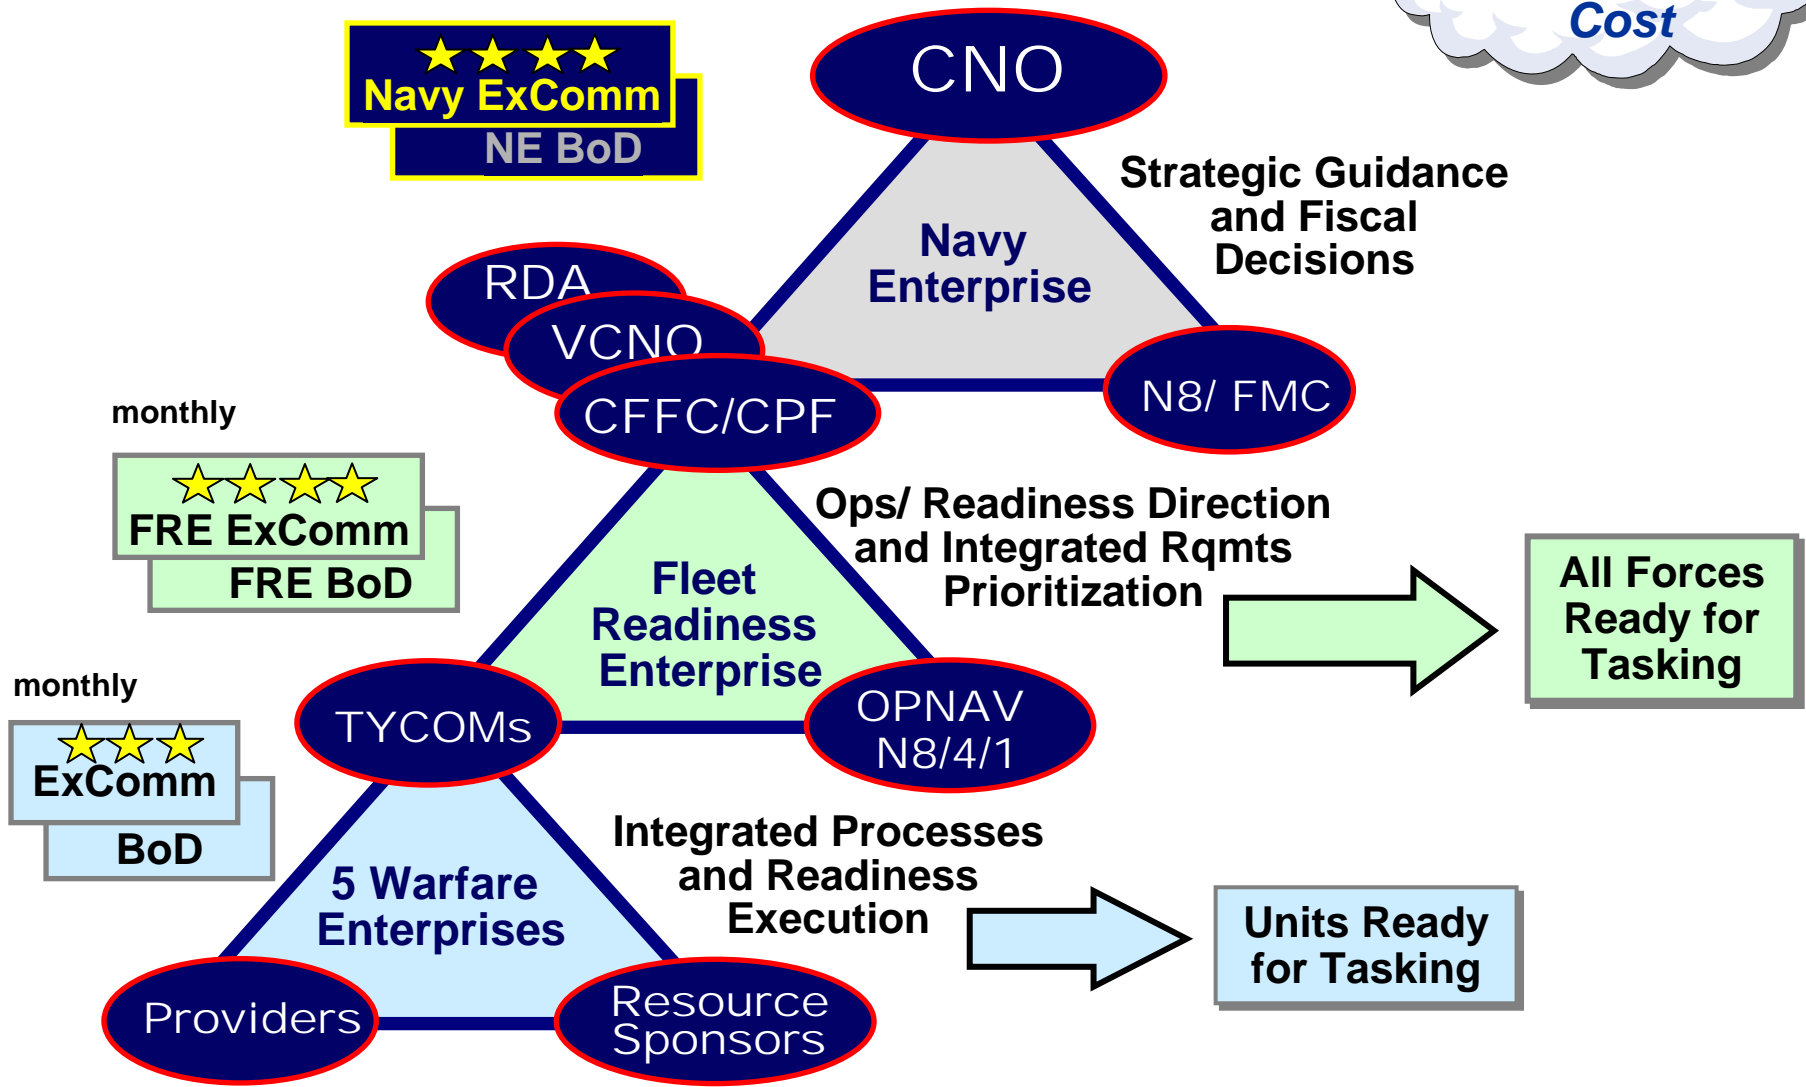 Cost
Navy ExComm
NE BoD
CNO
Strategic Guidance
and Fiscal
Decisions
Navy
Enterprise
RDA
VCNO
CFFC/CPF
N8/ FMC
monthly
FRE ExComm
FRE BoD
Ops/ Readiness Direction
and Integrated Rqmts
Prioritization
Fleet
Readiness
Enterprise
All Forces
Ready for
Tasking
monthly
ExComm
BoD
TYCOMs
OPNAV
N8/4/1
Integrated Processes
and Readiness
Execution
5 Warfare
Enterprises
Units Ready
for Tasking
Providers
Resource
Sponsors